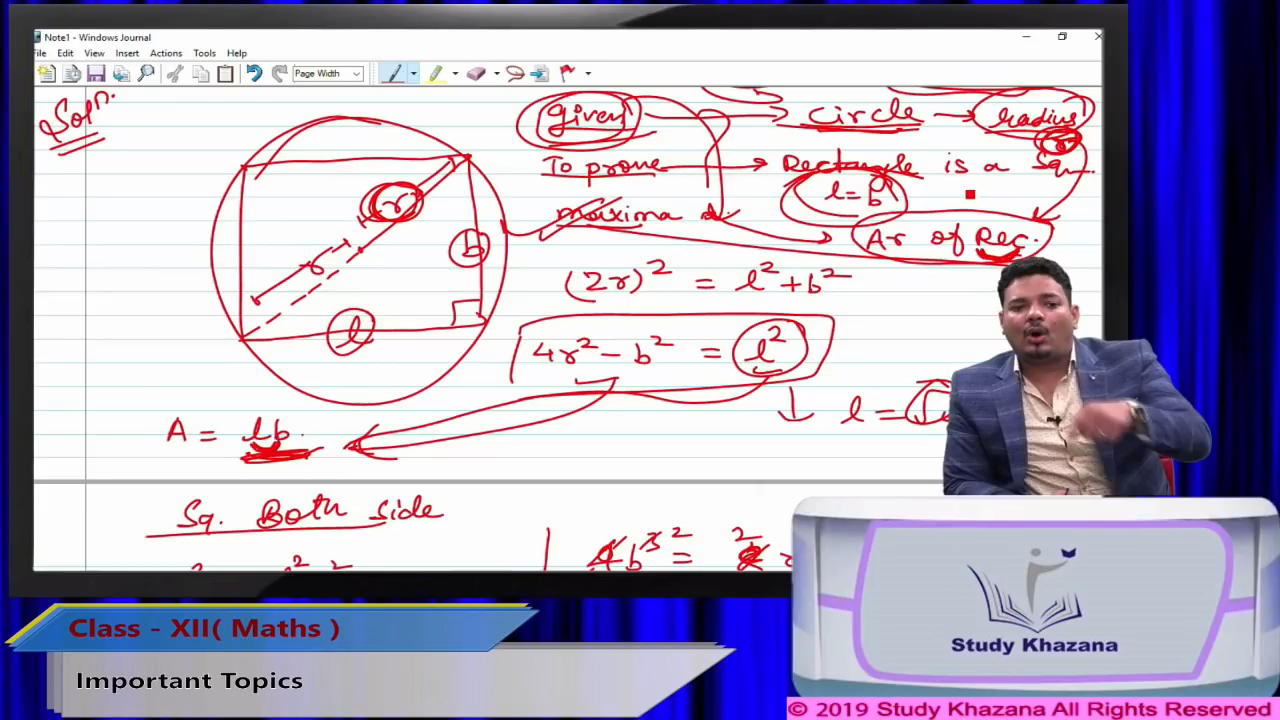 Note1 - Windows Journal
File Edit View Insert Actions Tools Help
Page Width
Soln.
given → circle → radius
r
To prove → Rectangle is a Sq.
l = b
maxima
Ar of Rec.
r
r
b
l
(2r)² = l² + b²
4r² - b² = l²
l =
A = lb
Sq. Both side
Study Khazana
Class - XII( Maths )
Important Topics
© 2019 Study Khazana All Rights Reserved